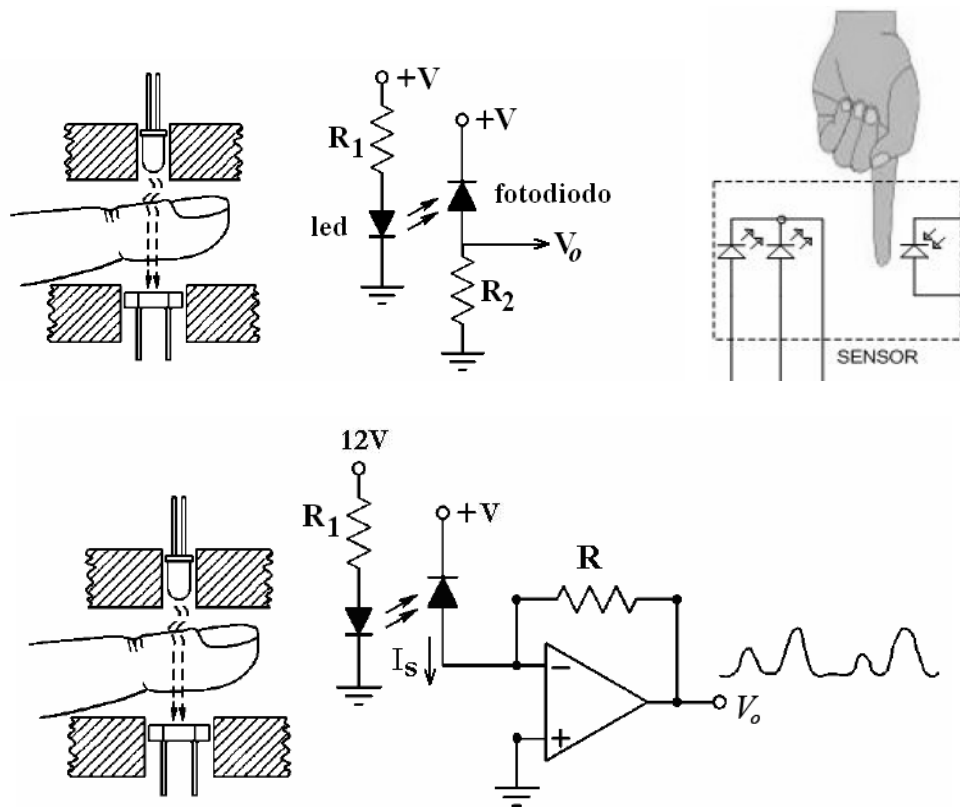 +V
R1
+V
led
fotodiodo
Vo
R2
SENSOR
12V
R1
+V
R
Is
−
+
Vo